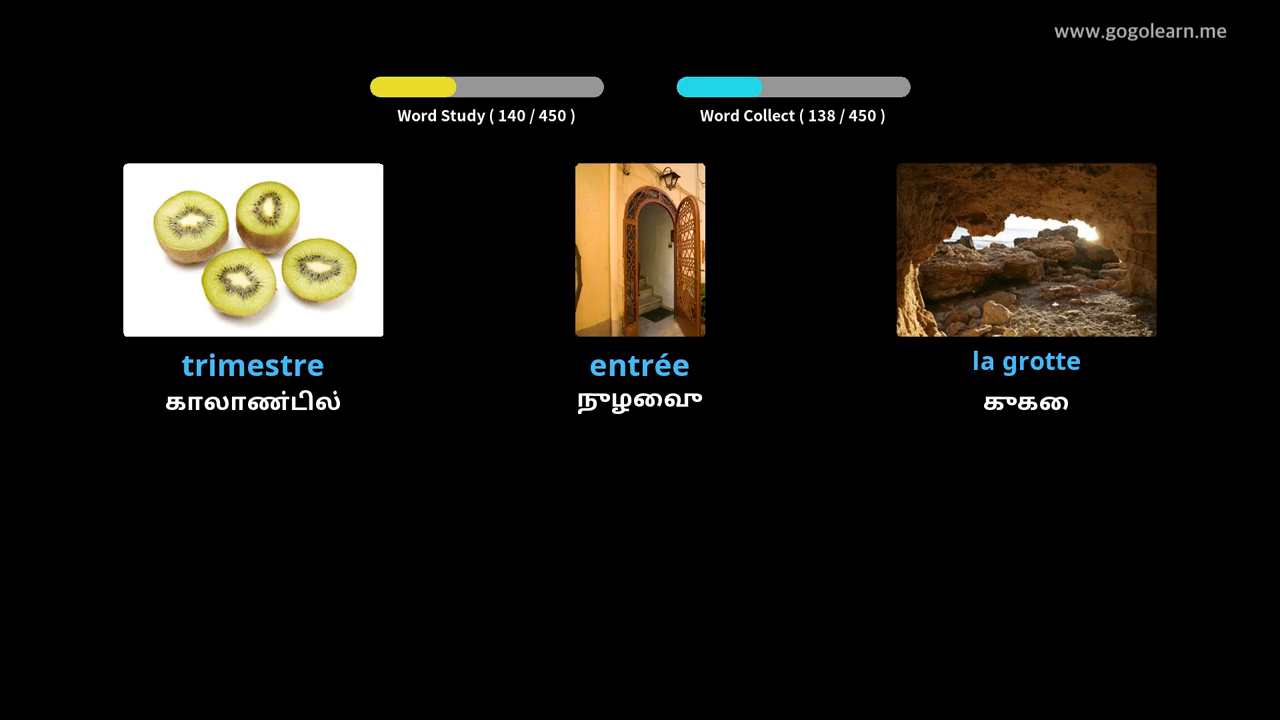 www.gogolearn.me
Word Study ( 140 / 450 )
Word Collect ( 138 / 450 )
trimestre
காலாண்டில்
entrée
நுழைவு
la grotte
குகை